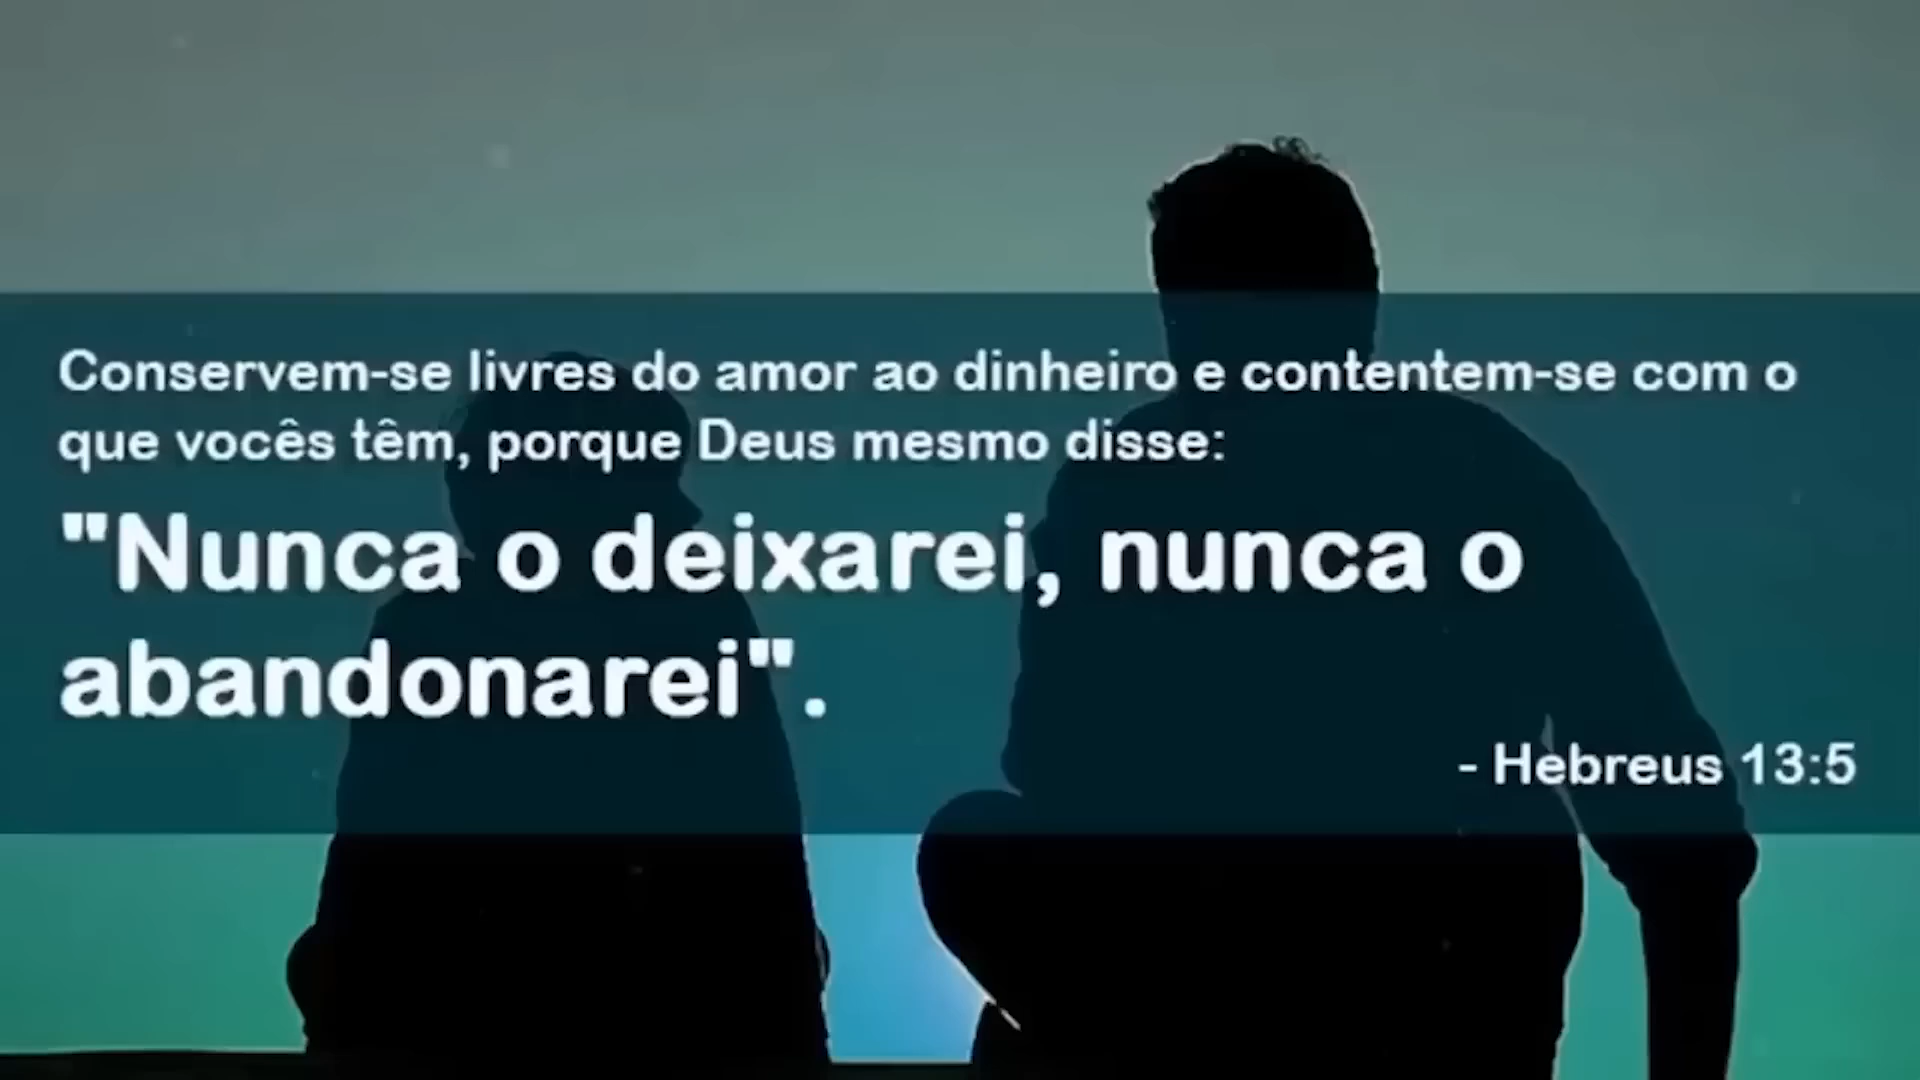 Conservem-se livres do amor ao dinheiro e contentem-se com o
que vocês têm, porque Deus mesmo disse:
"Nunca o deixarei, nunca o
abandonarei".
- Hebreus 13:5